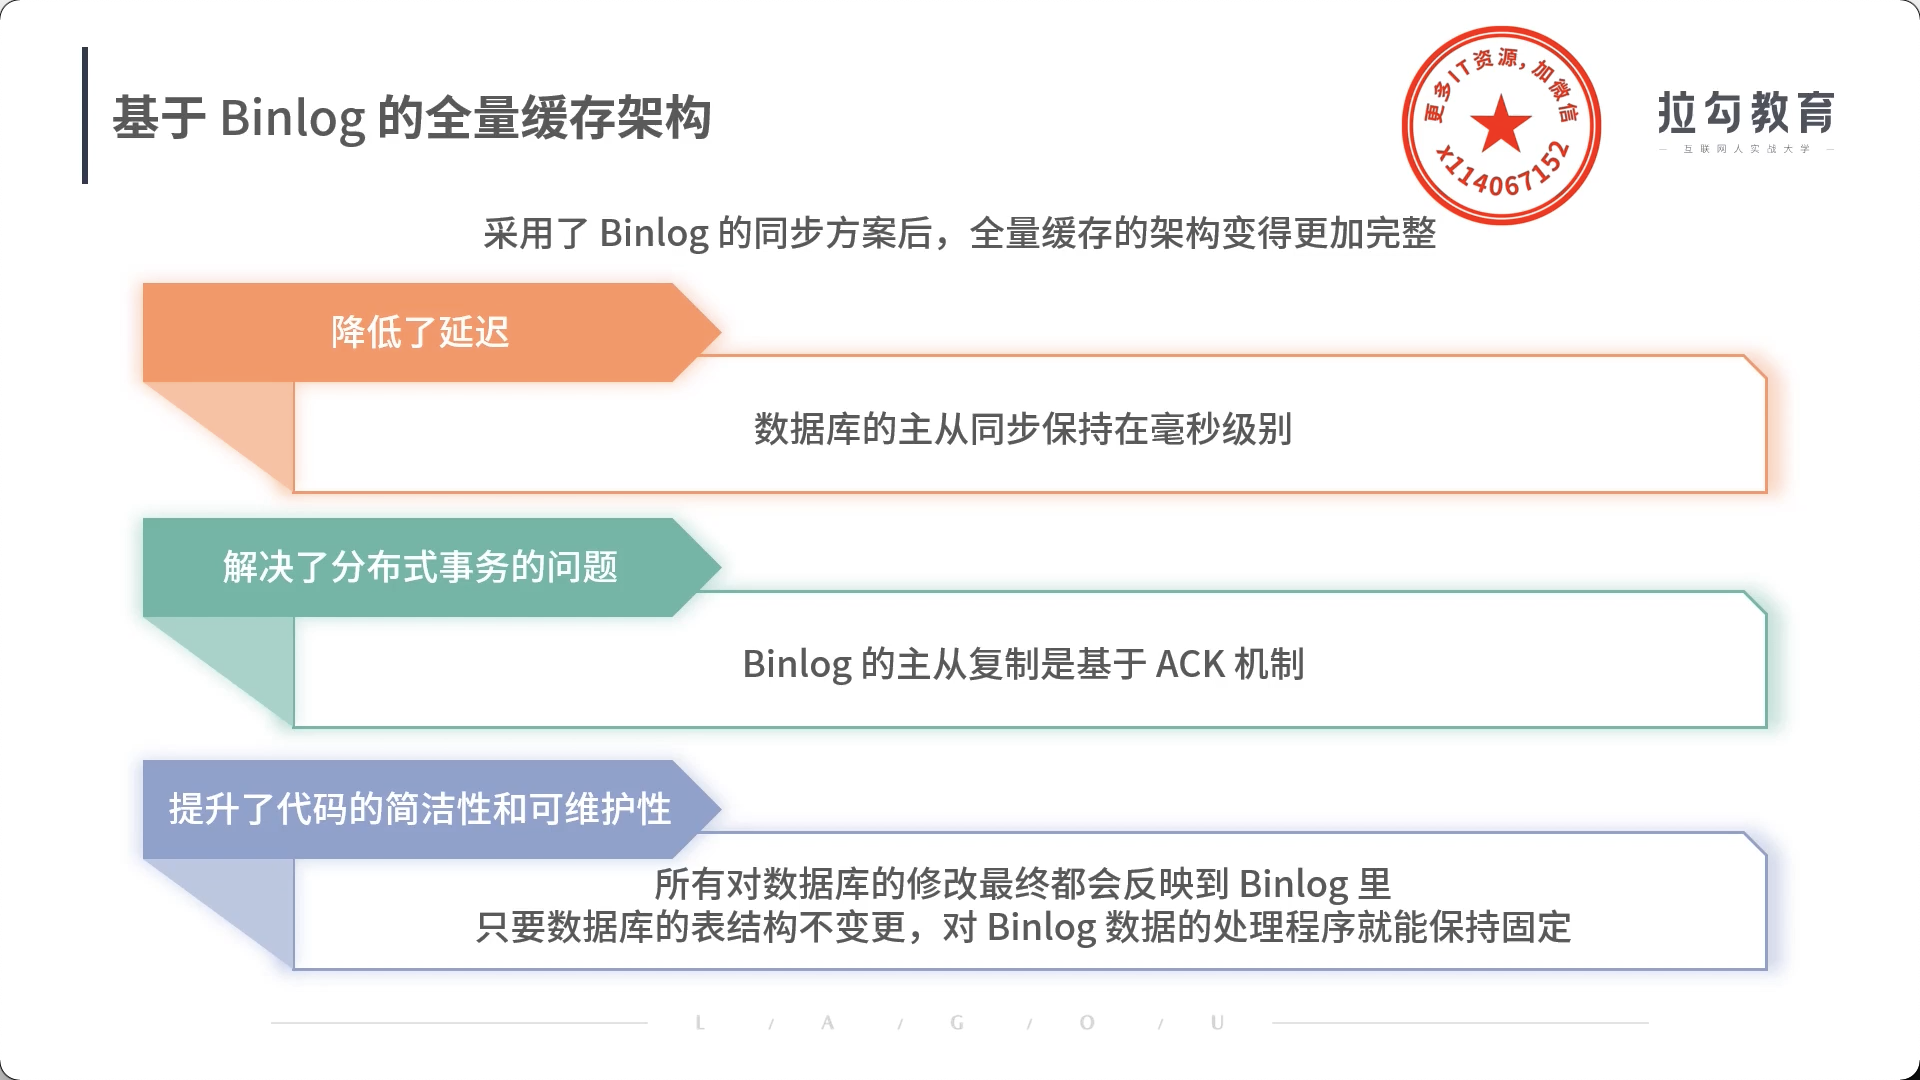 基于 Binlog 的全量缓存架构
更多IT资源，加微信
x114067152
拉勾教育
— 互联网人实战大学 —
采用了 Binlog 的同步方案后，全量缓存的架构变得更加完整
降低了延迟
数据库的主从同步保持在毫秒级别
解决了分布式事务的问题
Binlog 的主从复制是基于 ACK 机制
提升了代码的简洁性和可维护性
所有对数据库的修改最终都会反映到 Binlog 里
只要数据库的表结构不变更，对 Binlog 数据的处理程序就能保持固定
L / A / G / O / U